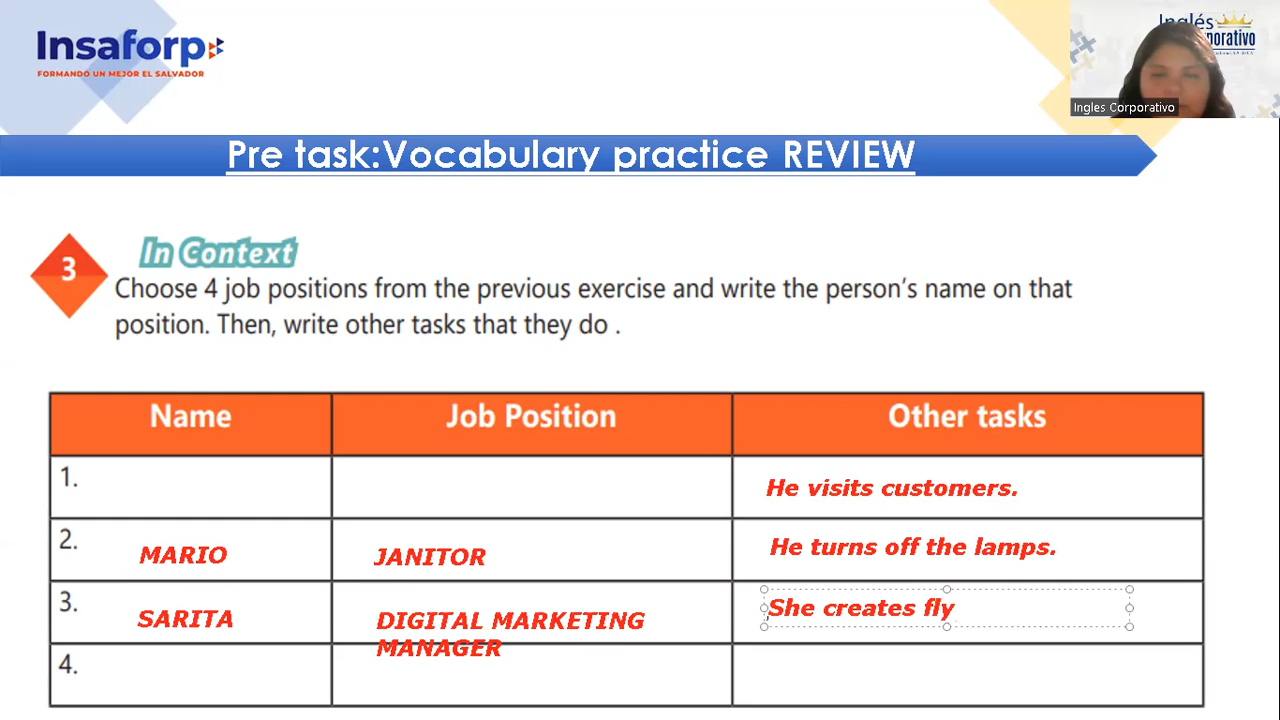 Insaforp
FORMANDO UN MEJOR EL SALVADOR
Inglés
Ingles Corporativo
Pre task:Vocabulary practice REVIEW
3
In Context
Choose 4 job positions from the previous exercise and write the person's name on that
position. Then, write other tasks that they do .
Name Job Position Other tasks
1. He visits customers.
2. MARIO JANITOR He turns off the lamps.
3. SARITA DIGITAL MARKETING She creates fly
MANAGER
4.